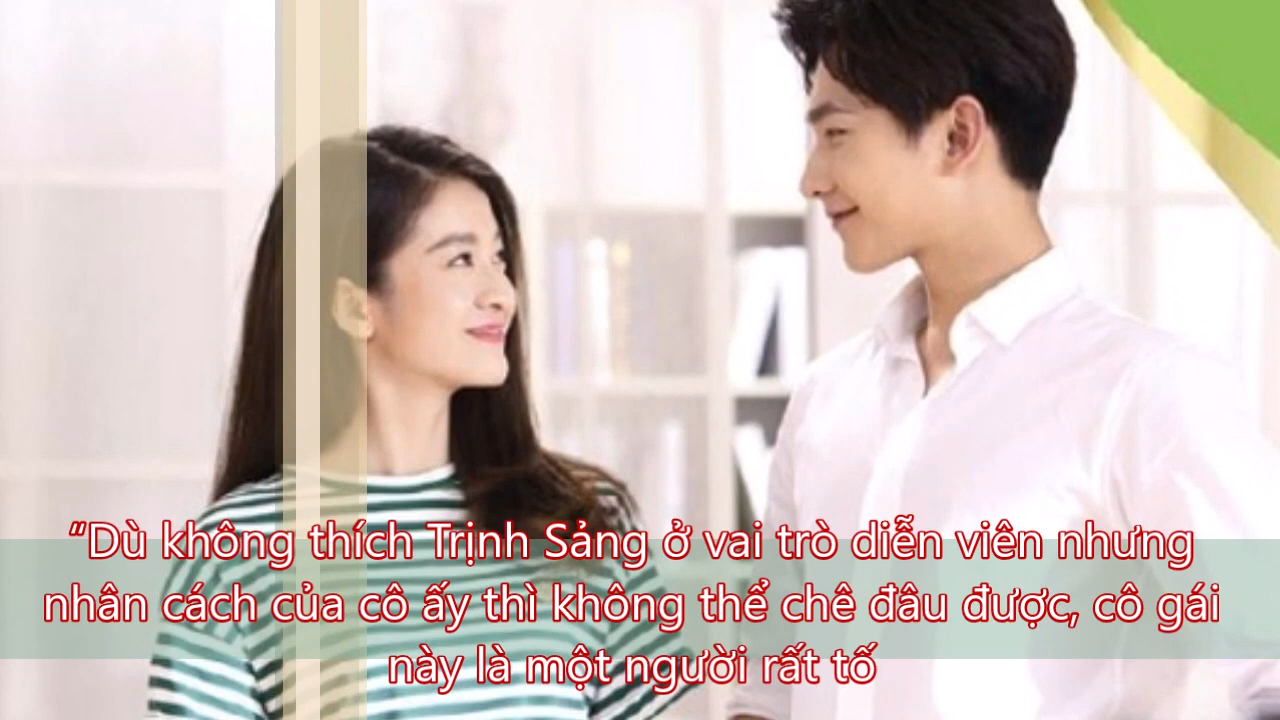 “Dù không thích Trịnh Sảng ở vai trò diễn viên nhưng
nhân cách của cô ấy thì không thể chê đâu được, cô gái
này là một người rất tố